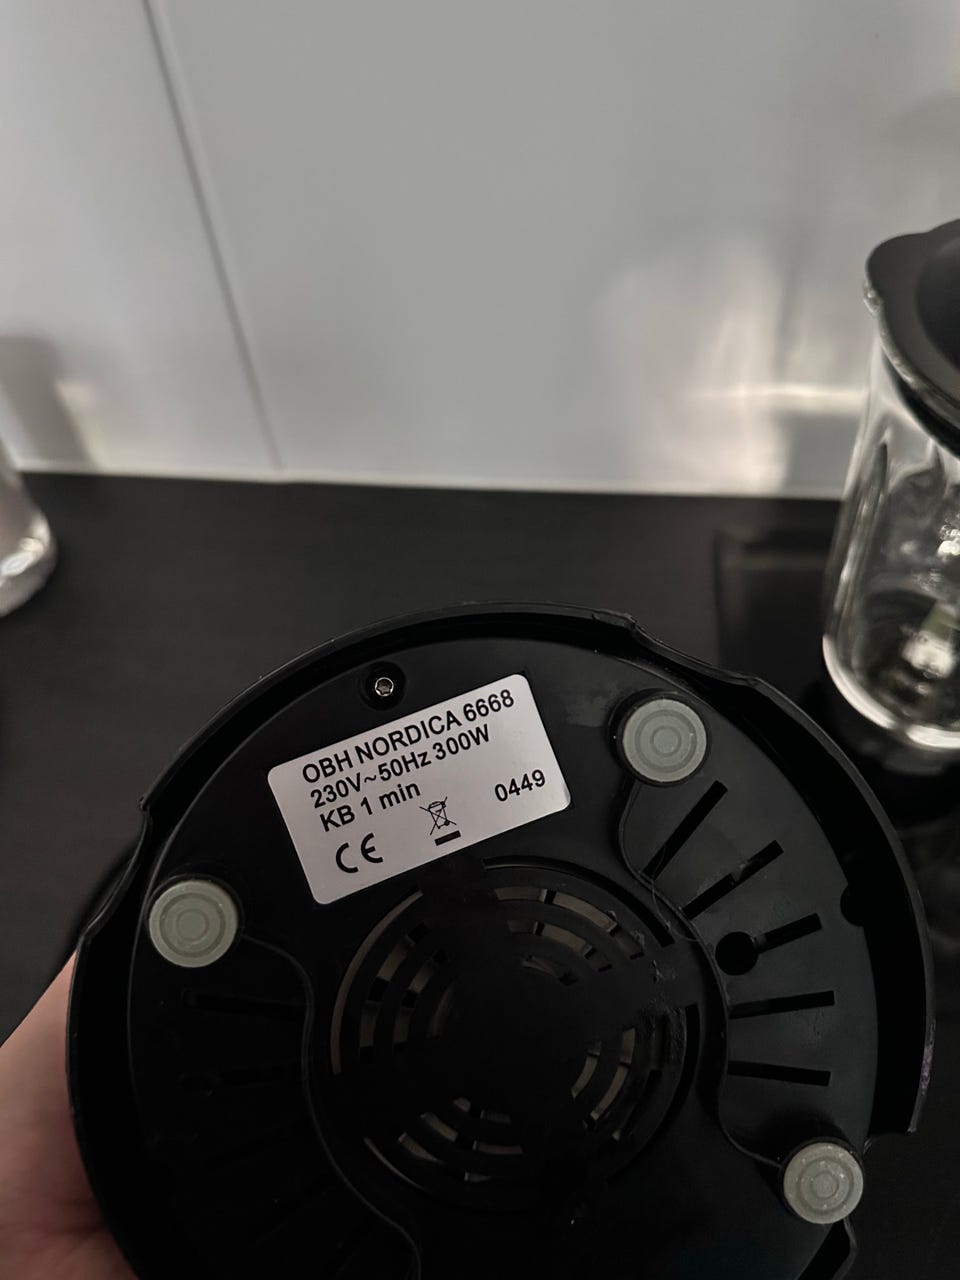 OBH NORDICA 6668
230V~50Hz 300W
KB 1 min
0449
CE